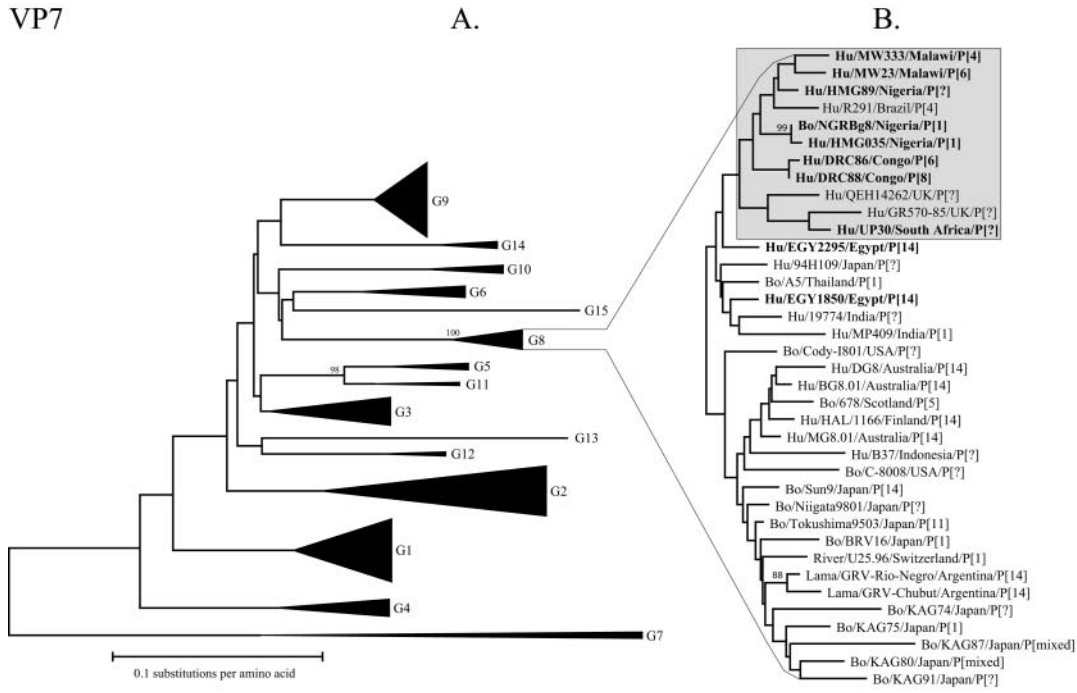 VP7
A.
B.
G9
G14
G10
G6
G15
100
G8
98
G5
G11
G3
G13
G12
G2
G1
G4
G7
0.1 substitutions per amino acid
Hu/MW333/Malawi/P[4]
Hu/MW23/Malawi/P[6]
Hu/HMG89/Nigeria/P[?]
Hu/R291/Brazil/P[4]
99
Bo/NGRBg8/Nigeria/P[1]
Hu/HMG035/Nigeria/P[1]
Hu/DRC86/Congo/P[6]
Hu/DRC88/Congo/P[8]
Hu/QEH14262/UK/P[?]
Hu/GR570-85/UK/P[?]
Hu/UP30/South Africa/P[?]
Hu/EGY2295/Egypt/P[14]
Hu/94H109/Japan/P[?]
Bo/A5/Thailand/P[1]
Hu/EGY1850/Egypt/P[14]
Hu/19774/India/P[?]
Hu/MP409/India/P[1]
Bo/Cody-I801/USA/P[?]
Hu/DG8/Australia/P[14]
Hu/BG8.01/Australia/P[14]
Bo/678/Scotland/P[5]
Hu/HAL/1166/Finland/P[14]
Hu/MG8.01/Australia/P[14]
Hu/B37/Indonesia/P[?]
Bo/C-8008/USA/P[?]
Bo/Sun9/Japan/P[14]
Bo/Niigata9801/Japan/P[?]
Bo/Tokushima9503/Japan/P[11]
Bo/BRV16/Japan/P[1]
River/U25.96/Switzerland/P[1]
88
Lama/GRV-Rio-Negro/Argentina/P[14]
Lama/GRV-Chubut/Argentina/P[14]
Bo/KAG74/Japan/P[?]
Bo/KAG75/Japan/P[1]
Bo/KAG87/Japan/P[mixed]
Bo/KAG80/Japan/P[mixed]
Bo/KAG91/Japan/P[?]